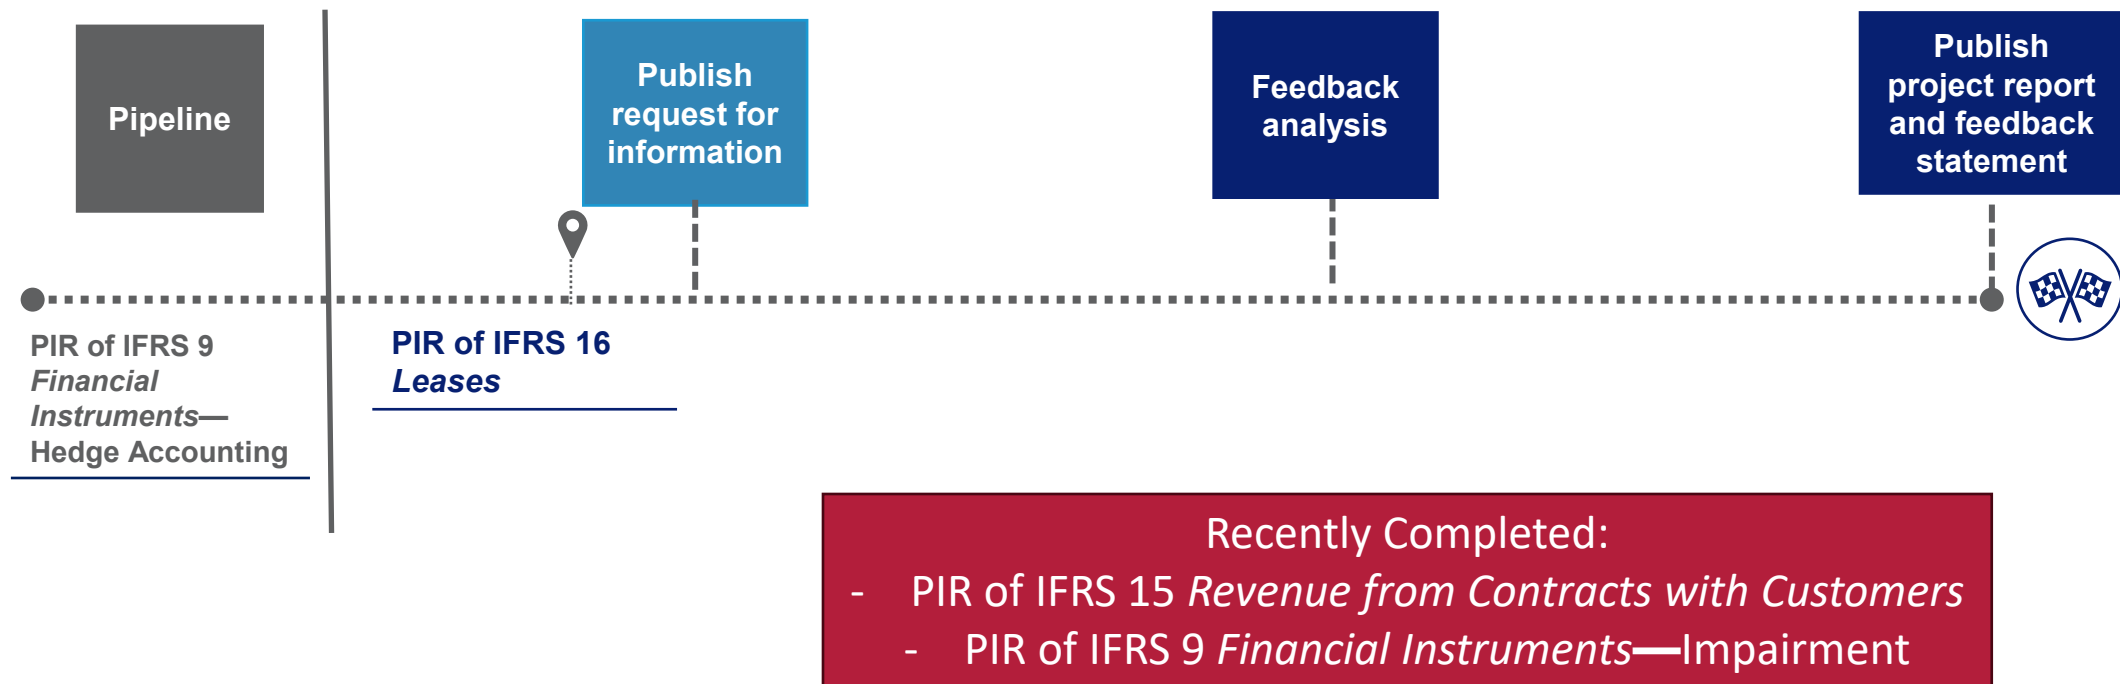 Pipeline
Publish
request for
information
Feedback
analysis
Publish
project report
and feedback
statement
PIR of IFRS 9
Financial
Instruments—
Hedge Accounting
PIR of IFRS 16
Leases
Recently Completed:
- PIR of IFRS 15 Revenue from Contracts with Customers
- PIR of IFRS 9 Financial Instruments—Impairment